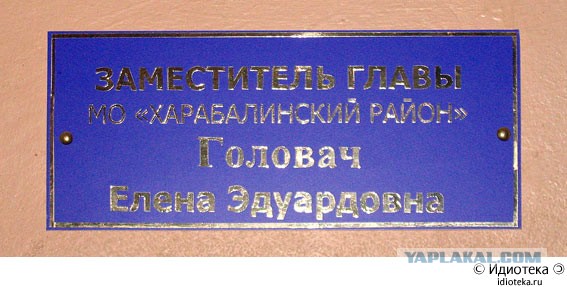 ЗАМЕСТИТЕЛЬ ГЛАВЫ
МО «ХАРАБАЛИНСКИЙ РАЙОН»
Головач
Елена Эдуардовна
YAPLAKAL.COM
© Идиотека
idioteka.ru